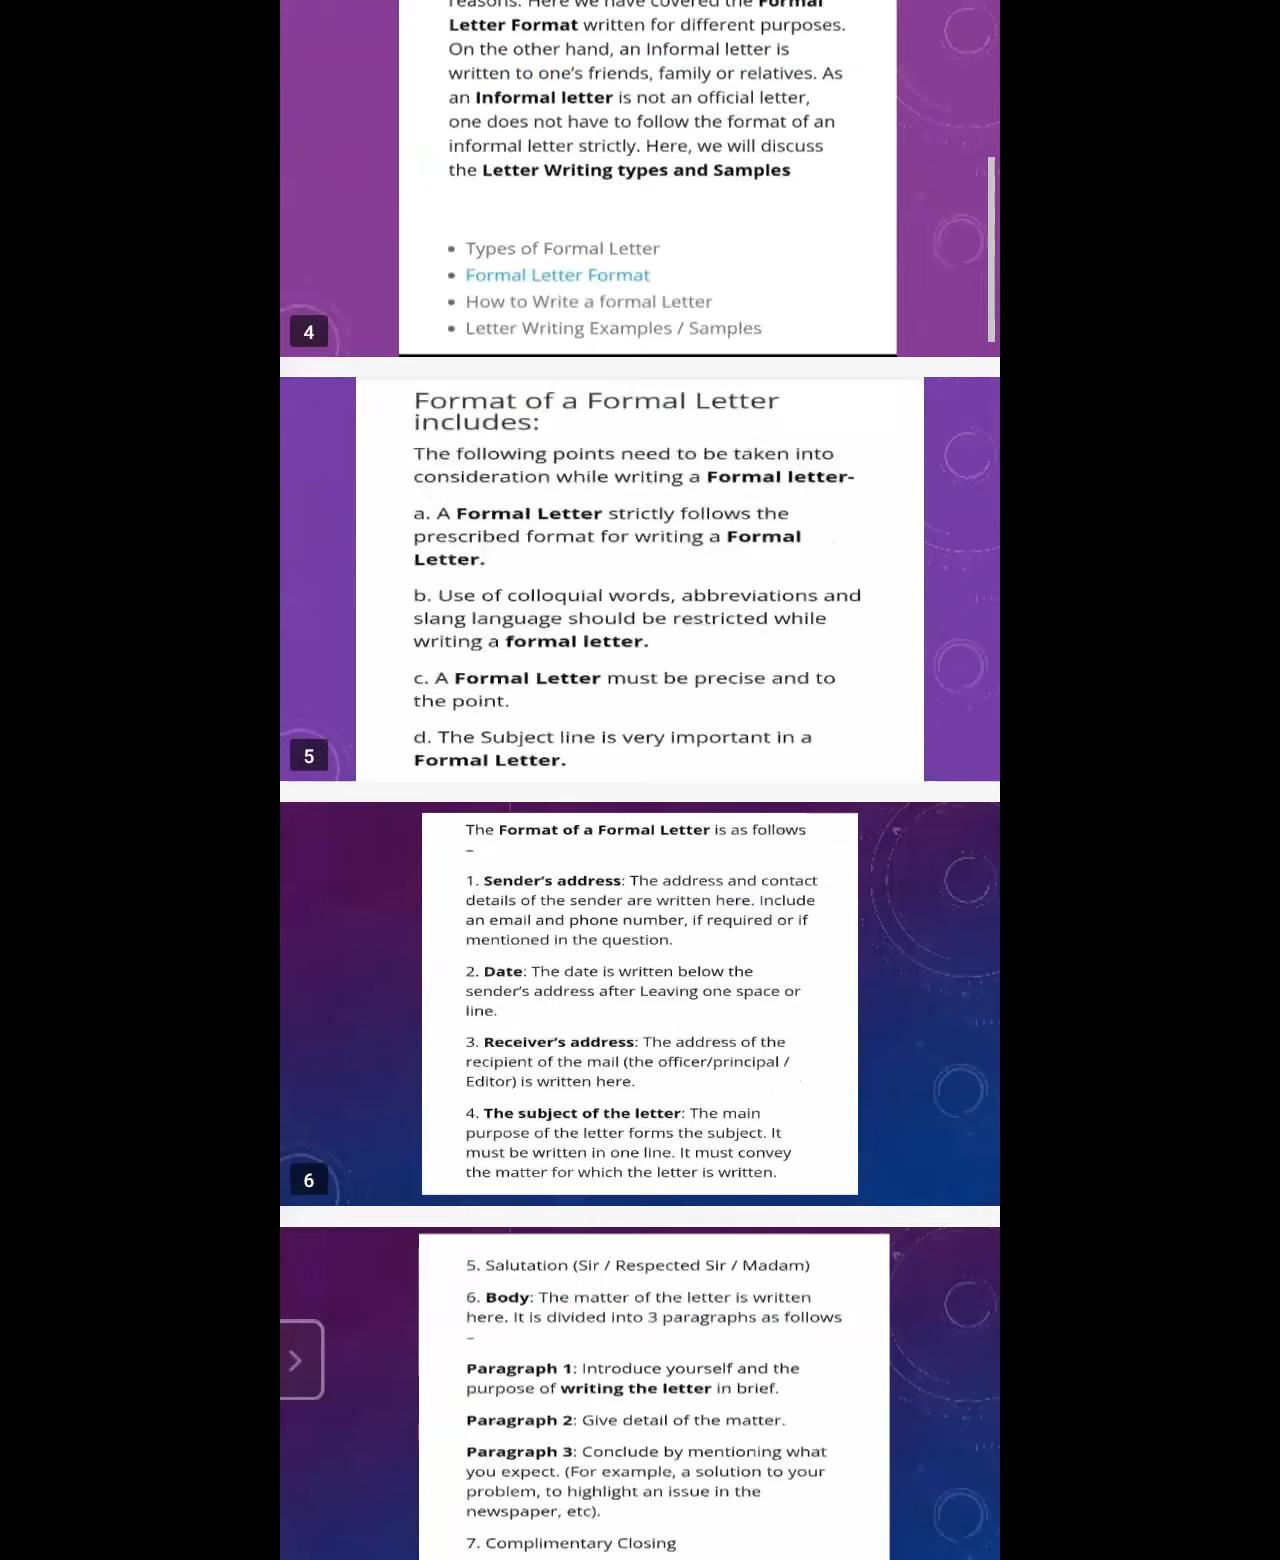 reasons. Here we have covered the Formal
Letter Format written for different purposes.
On the other hand, an Informal letter is
written to one's friends, family or relatives. As
an Informal letter is not an official letter,
one does not have to follow the format of an
informal letter strictly. Here, we will discuss
the Letter Writing types and Samples
• Types of Formal Letter
• Formal Letter Format
• How to Write a formal Letter
• Letter Writing Examples / Samples
4
Format of a Formal Letter
includes:
The following points need to be taken into
consideration while writing a Formal letter-
a. A Formal Letter strictly follows the
prescribed format for writing a Formal
Letter.
b. Use of colloquial words, abbreviations and
slang language should be restricted while
writing a formal letter.
c. A Formal Letter must be precise and to
the point.
d. The Subject line is very important in a
Formal Letter.
5
The Format of a Formal Letter is as follows
–
1. Sender's address: The address and contact
details of the sender are written here. Include
an email and phone number, if required or if
mentioned in the question.
2. Date: The date is written below the
sender's address after Leaving one space or
line.
3. Receiver's address: The address of the
recipient of the mail (the officer/principal /
Editor) is written here.
4. The subject of the letter: The main
purpose of the letter forms the subject. It
must be written in one line. It must convey
the matter for which the letter is written.
6
5. Salutation (Sir / Respected Sir / Madam)
6. Body: The matter of the letter is written
here. It is divided into 3 paragraphs as follows
–
Paragraph 1: Introduce yourself and the
purpose of writing the letter in brief.
Paragraph 2: Give detail of the matter.
Paragraph 3: Conclude by mentioning what
you expect. (For example, a solution to your
problem, to highlight an issue in the
newspaper, etc).
7. Complimentary Closing